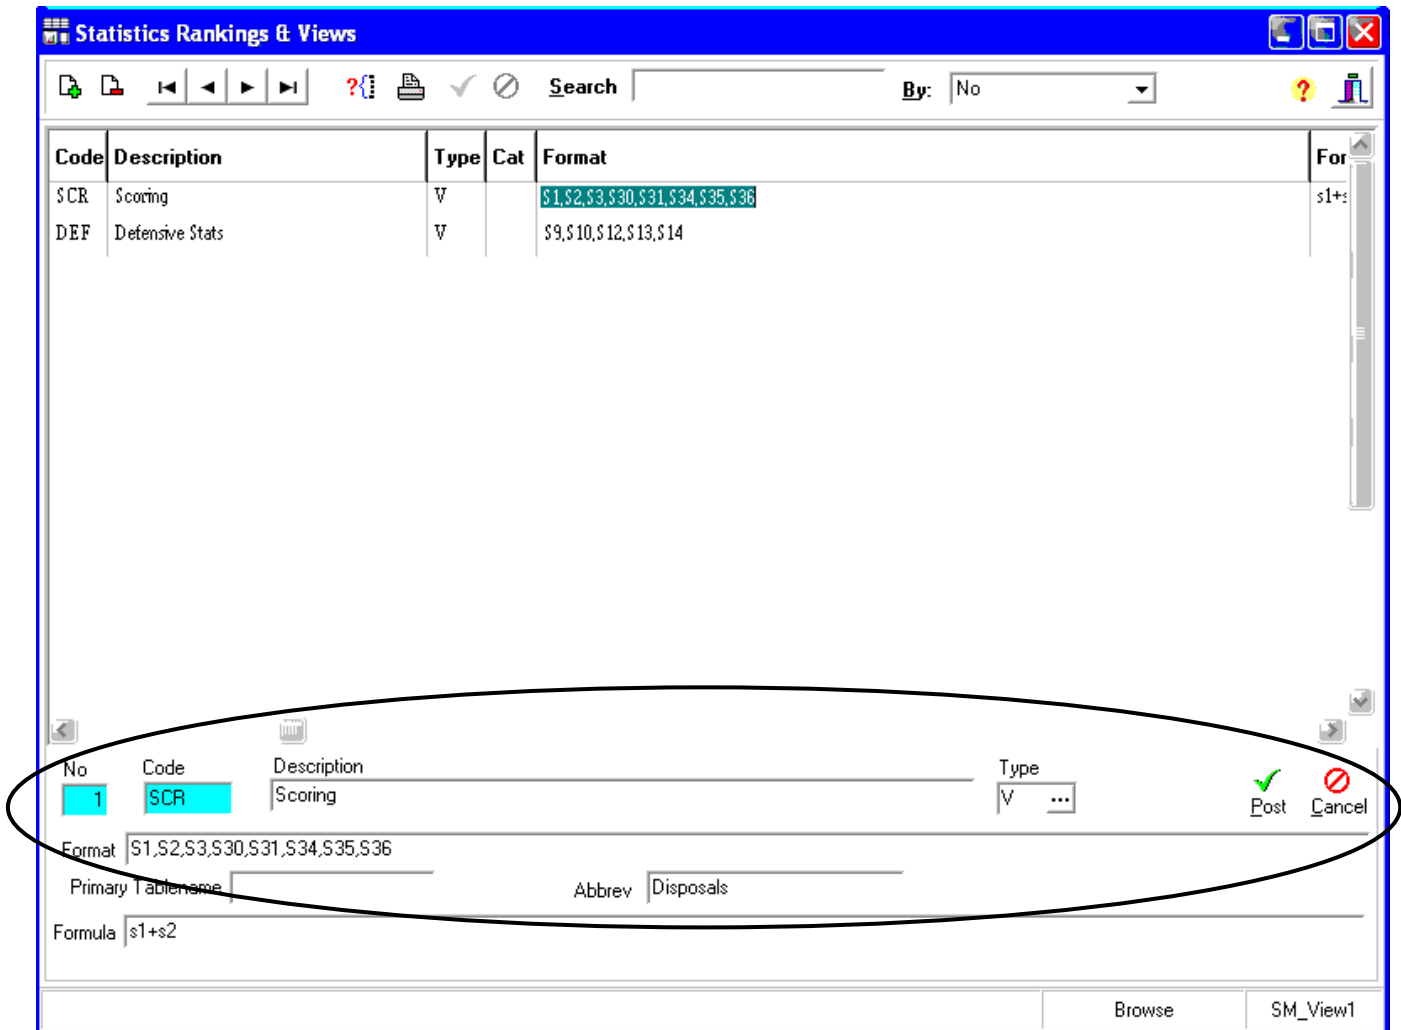 Statistics Rankings & Views
Search By: No
Code Description Type Cat Format For
SCR Scoring V S1,S2,S3,S30,S31,S34,S35,S36 s1+s
DEF Defensive Stats V S9,S10,S12,S13,S14
No Code Description Type
1 SCR Scoring V ... Post Cancel
Format S1,S2,S3,S30,S31,S34,S35,S36
Primary Tablename Abbrev Disposals
Formula s1+s2
Browse SM_View1